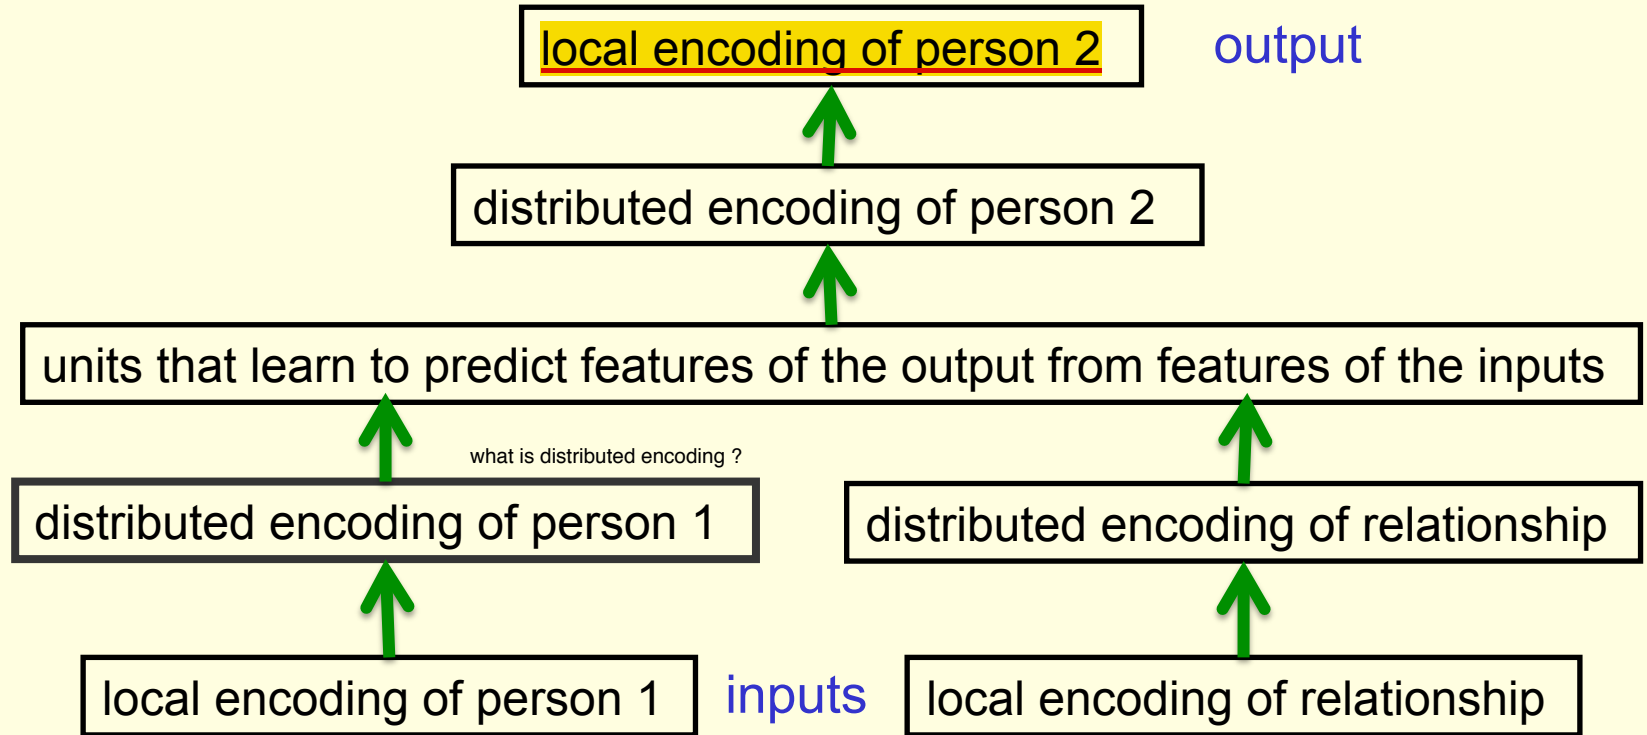 local encoding of person 2
output
distributed encoding of person 2
units that learn to predict features of the output from features of the inputs
what is distributed encoding ?
distributed encoding of person 1
distributed encoding of relationship
local encoding of person 1
inputs
local encoding of relationship